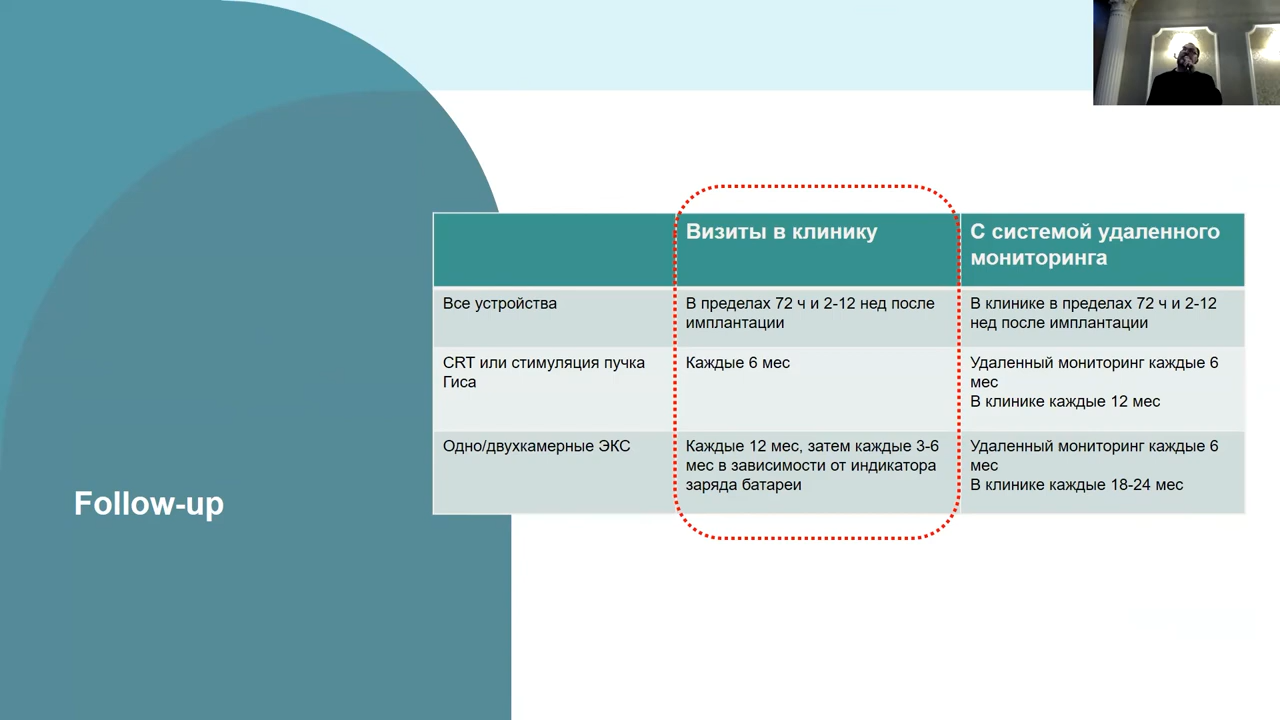 Визиты в клинику
С системой удаленного
мониторинга
Все устройства
В пределах 72 ч и 2-12 нед после
имплантации
В клинике в пределах 72 ч и 2-12
нед после имплантации
CRT или стимуляция пучка
Гиса
Каждые 6 мес
Удаленный мониторинг каждые 6
мес
В клинике каждые 12 мес
Одно/двухкамерные ЭКС
Каждые 12 мес, затем каждые 3-6
мес в зависимости от индикатора
заряда батареи
Удаленный мониторинг каждые 6
мес
В клинике каждые 18-24 мес
Follow-up